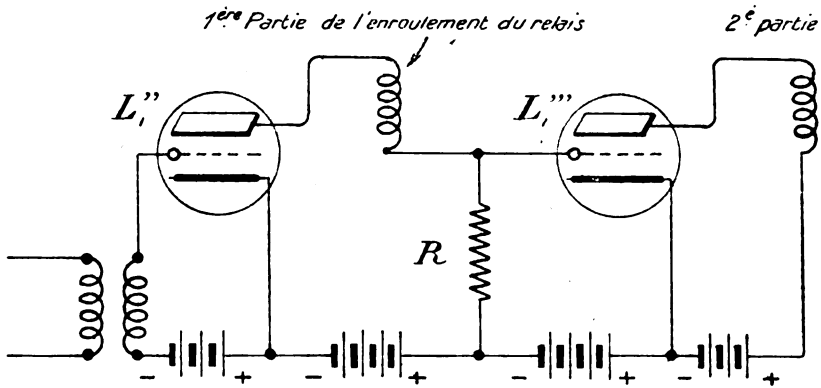 1ère Partie de l'enroulement du relais
2e partie
L,''
L,'''
R
- + - + - + - +